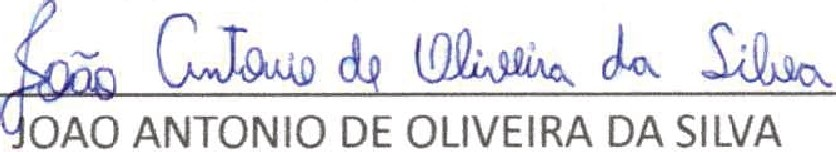 João Antonio de Oliveira da Silva
JOAO ANTONIO DE OLIVEIRA DA SILVA